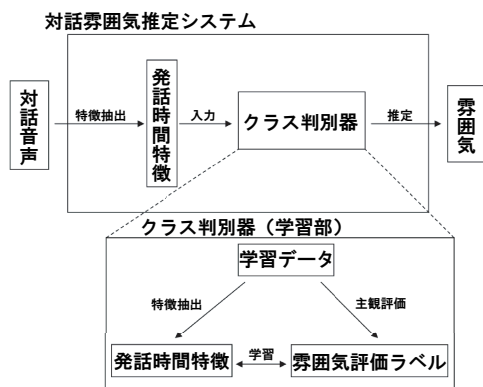 対話雰囲気推定システム
対話音声
特徴抽出
発話時間特徴
入力
クラス判別器
推定
雰囲気
クラス判別器（学習部）
学習データ
特徴抽出
主観評価
発話時間特徴
学習
雰囲気評価ラベル